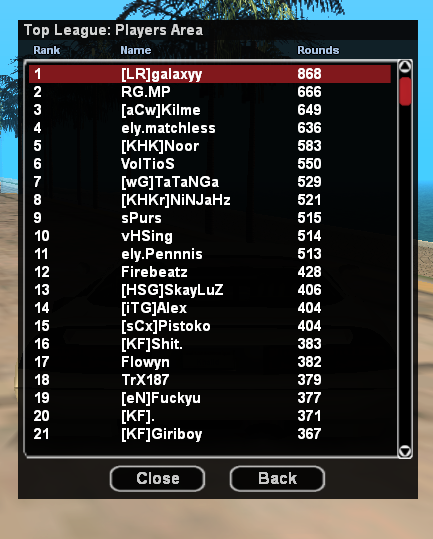 Top League: Players Area
Rank Name Rounds
1 [LR]galaxyy 868
2 RG.MP 666
3 [aCw]Kilme 649
4 ely.matchless 636
5 [KHK]Noor 583
6 VolTioS 550
7 [wG]TaTaNGa 529
8 [KHKr]NiNJaHz 521
9 sPurs 515
10 vHSing 514
11 ely.Pennnis 513
12 Firebeatz 428
13 [HSG]SkayLuZ 406
14 [iTG]Alex 404
15 [sCx]Pistoko 404
16 [KF]Shit. 383
17 Flowyn 382
18 TrX187 379
19 [eN]Fuckyu 377
20 [KF]. 371
21 [KF]Giriboy 367
Close Back